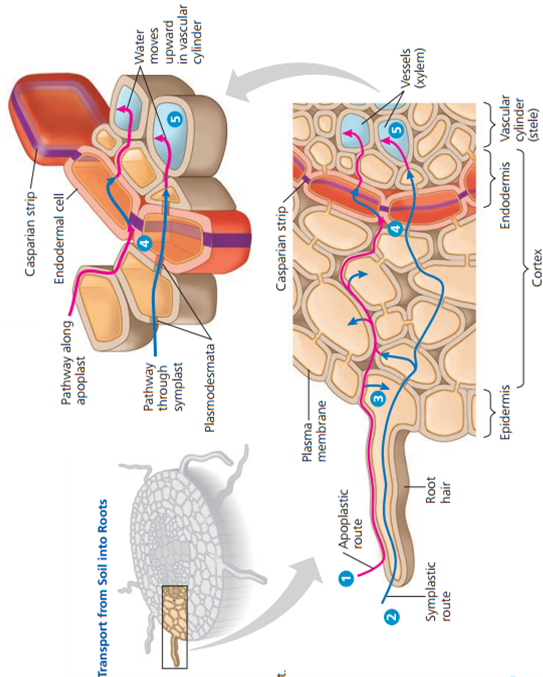 Transport from Soil into Roots
Casparian strip
Endodermal cell
Pathway along
apoplast
Pathway
through
symplast
Plasmodesmata
Water
moves
upward
in vascular
cylinder
4
5
Casparian strip
Plasma
membrane
Apoplastic
route
1
2
Symplastic
route
Root
hair
3
4
5
Vessels
(xylem)
Epidermis
Cortex
Endodermis
Vascular
cylinder
(stele)
t.